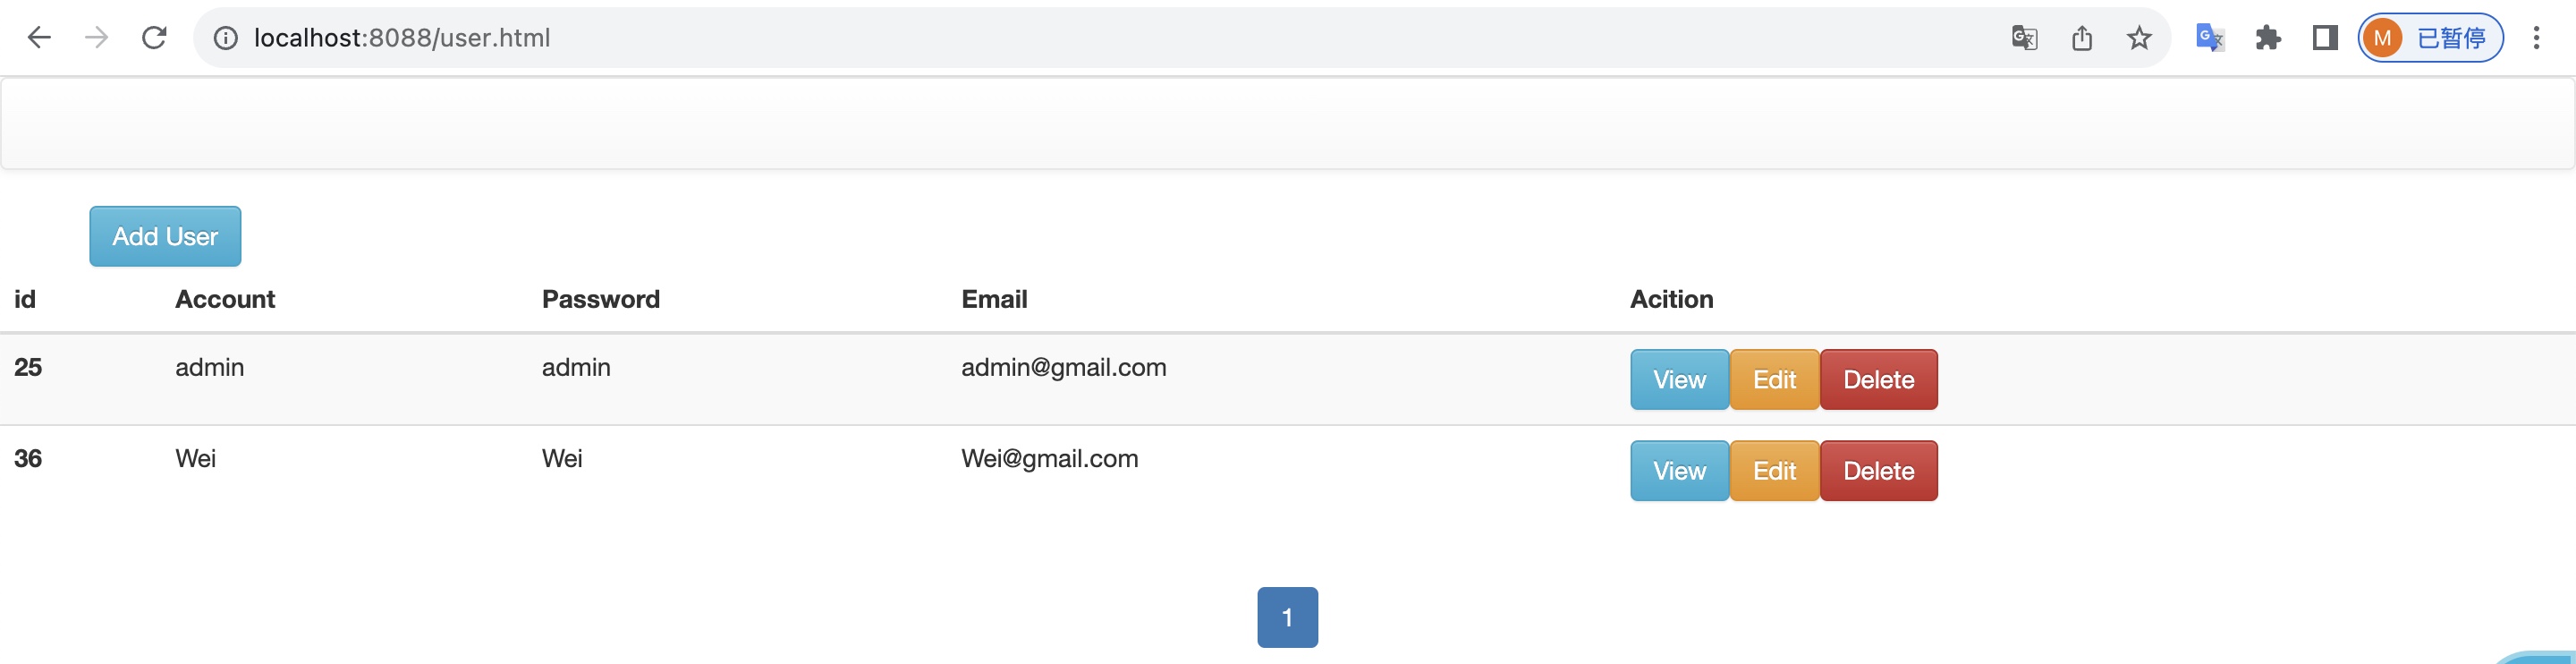 localhost:8088/user.html
M 已暂停
Add User
id Account Password Email Acition
25 admin admin admin@gmail.com View Edit Delete
36 Wei Wei Wei@gmail.com View Edit Delete
1